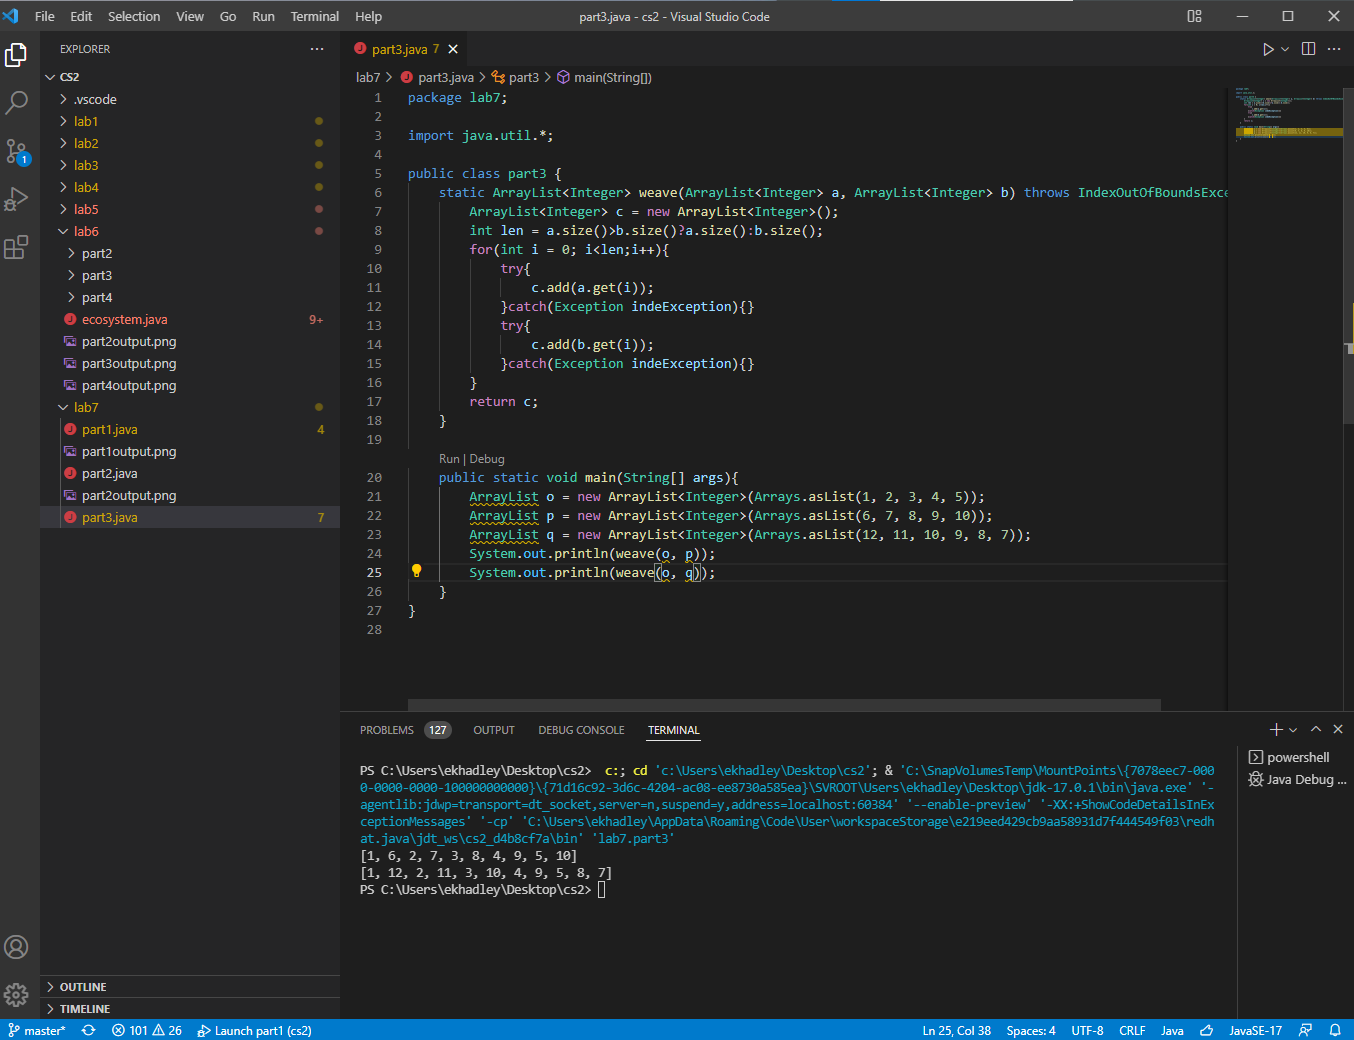 File Edit Selection View Go Run Terminal Help
part3.java - cs2 - Visual Studio Code
EXPLORER
CS2
.vscode
lab1
lab2
lab3
lab4
lab5
lab6
part2
part3
part4
ecosystem.java 9+
part2output.png
part3output.png
part4output.png
lab7
part1.java 4
part1output.png
part2.java
part2output.png
part3.java 7
OUTLINE
TIMELINE
1
part3.java 7
lab7 > part3.java > part3 > main(String[])
1 package lab7;
2
3 import java.util.*;
4
5 public class part3 {
6 static ArrayList<Integer> weave(ArrayList<Integer> a, ArrayList<Integer> b) throws IndexOutOfBoundsExce
7 ArrayList<Integer> c = new ArrayList<Integer>();
8 int len = a.size()>b.size()?a.size():b.size();
9 for(int i = 0; i<len;i++){
10 try{
11 c.add(a.get(i));
12 }catch(Exception indeException){}
13 try{
14 c.add(b.get(i));
15 }catch(Exception indeException){}
16 }
17 return c;
18 }
19
Run | Debug
20 public static void main(String[] args){
21 ArrayList o = new ArrayList<Integer>(Arrays.asList(1, 2, 3, 4, 5));
22 ArrayList p = new ArrayList<Integer>(Arrays.asList(6, 7, 8, 9, 10));
23 ArrayList q = new ArrayList<Integer>(Arrays.asList(12, 11, 10, 9, 8, 7));
24 System.out.println(weave(o, p));
25 System.out.println(weave(o, q));
26 }
27 }
28
PROBLEMS 127 OUTPUT DEBUG CONSOLE TERMINAL
PS C:\Users\ekhadley\Desktop\cs2> c:; cd 'c:\Users\ekhadley\Desktop\cs2'; & 'C:\SnapVolumesTemp\MountPoints\{7078eec7-000
0-0000-0000-100000000000}\{71d16c92-3d6c-4204-ac08-ee8730a585ea}\SVROOT\Users\ekhadley\Desktop\jdk-17.0.1\bin\java.exe' '-
agentlib:jdwp=transport=dt_socket,server=n,suspend=y,address=localhost:60384' '--enable-preview' '-XX:+ShowCodeDetailsInEx
ceptionMessages' '-cp' 'C:\Users\ekhadley\AppData\Roaming\Code\User\workspaceStorage\e219eed429cb9aa58931d7f444549f03\redh
at.java\jdt_ws\cs2_d4b8cf7a\bin' 'lab7.part3'
[1, 6, 2, 7, 3, 8, 4, 9, 5, 10]
[1, 12, 2, 11, 3, 10, 4, 9, 5, 8, 7]
PS C:\Users\ekhadley\Desktop\cs2>
powershell
Java Debug ...
master* 101 26 Launch part1 (cs2)
Ln 25, Col 38 Spaces: 4 UTF-8 CRLF Java JavaSE-17